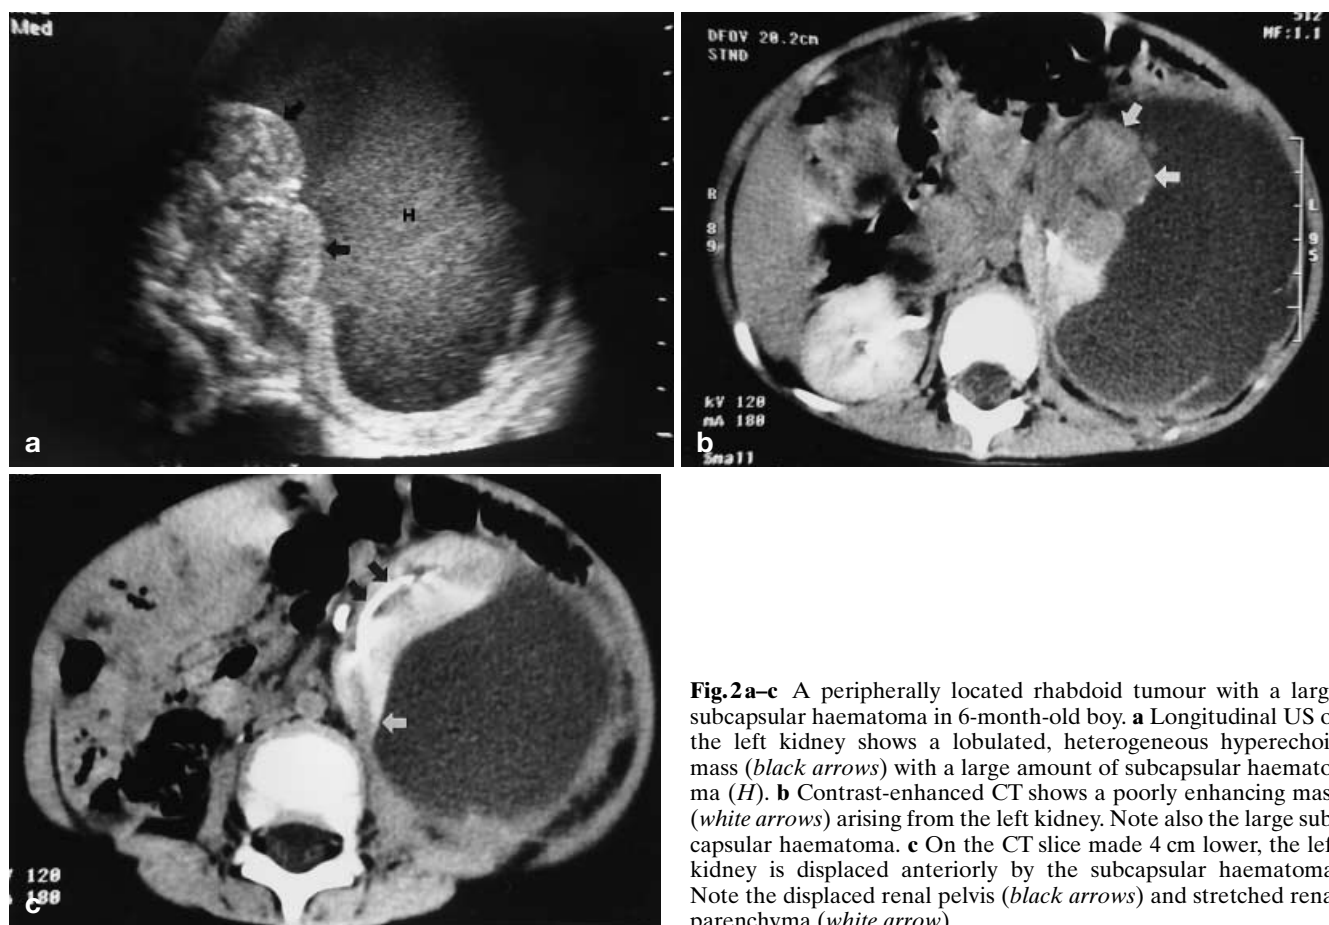 Med
Med
H
a
DFOV 20.2cm
STND
512
MF:1.1
R
8
9
L
9
5
kV 120
mA 180
Small
b
120
180
c
Fig.2a–c A peripherally located rhabdoid tumour with a larg
subcapsular haematoma in 6-month-old boy. a Longitudinal US o
the left kidney shows a lobulated, heterogeneous hyperechoi
mass (black arrows) with a large amount of subcapsular haemato
ma (H). b Contrast-enhanced CT shows a poorly enhancing mas
(white arrows) arising from the left kidney. Note also the large sub
capsular haematoma. c On the CT slice made 4 cm lower, the lef
kidney is displaced anteriorly by the subcapsular haematoma
Note the displaced renal pelvis (black arrows) and stretched rena
parenchyma (white arrow)